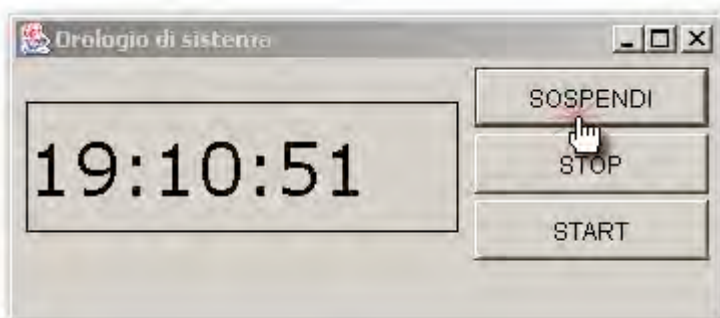 Orologio di sistema
19:10:51
SOSPENDI
STOP
START